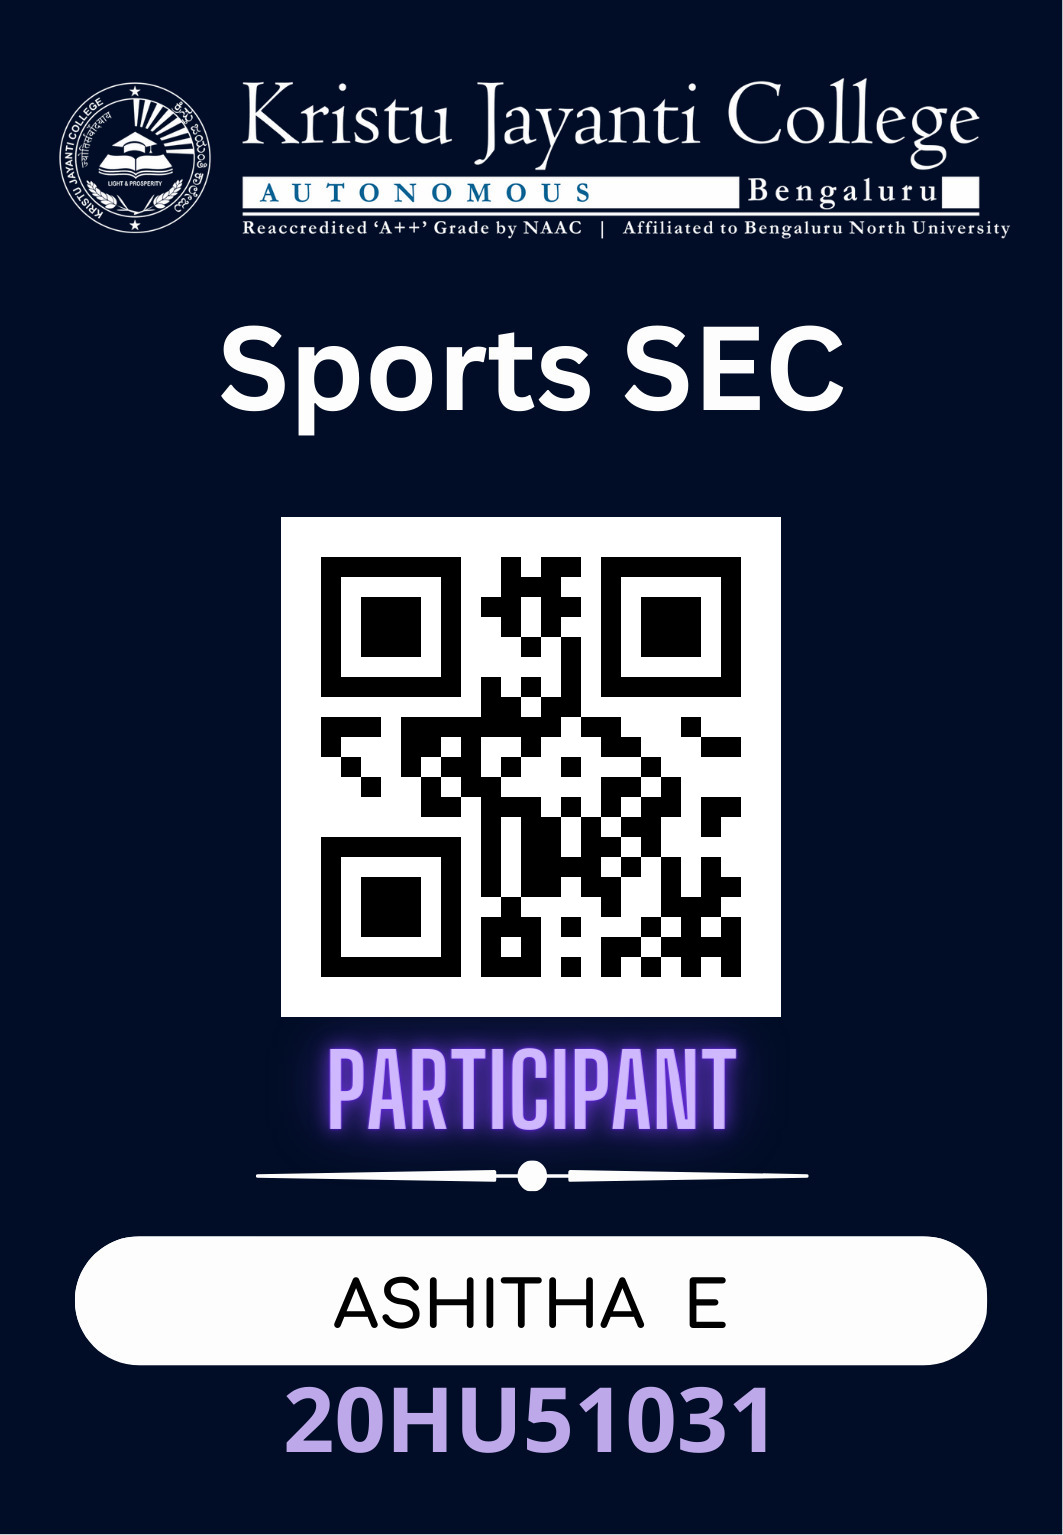 KRISTU JAYANTI COLLEGE
ಕ್ರಿಸ್ತು ಜಯಂತಿ ಕಾಲೇಜು
LIGHT & PROSPERITY
Kristu Jayanti College
AUTONOMOUS Bengaluru
Reaccredited ‘A++’ Grade by NAAC | Affiliated to Bengaluru North University
Sports SEC
PARTICIPANT
ASHITHA E
20HU51031